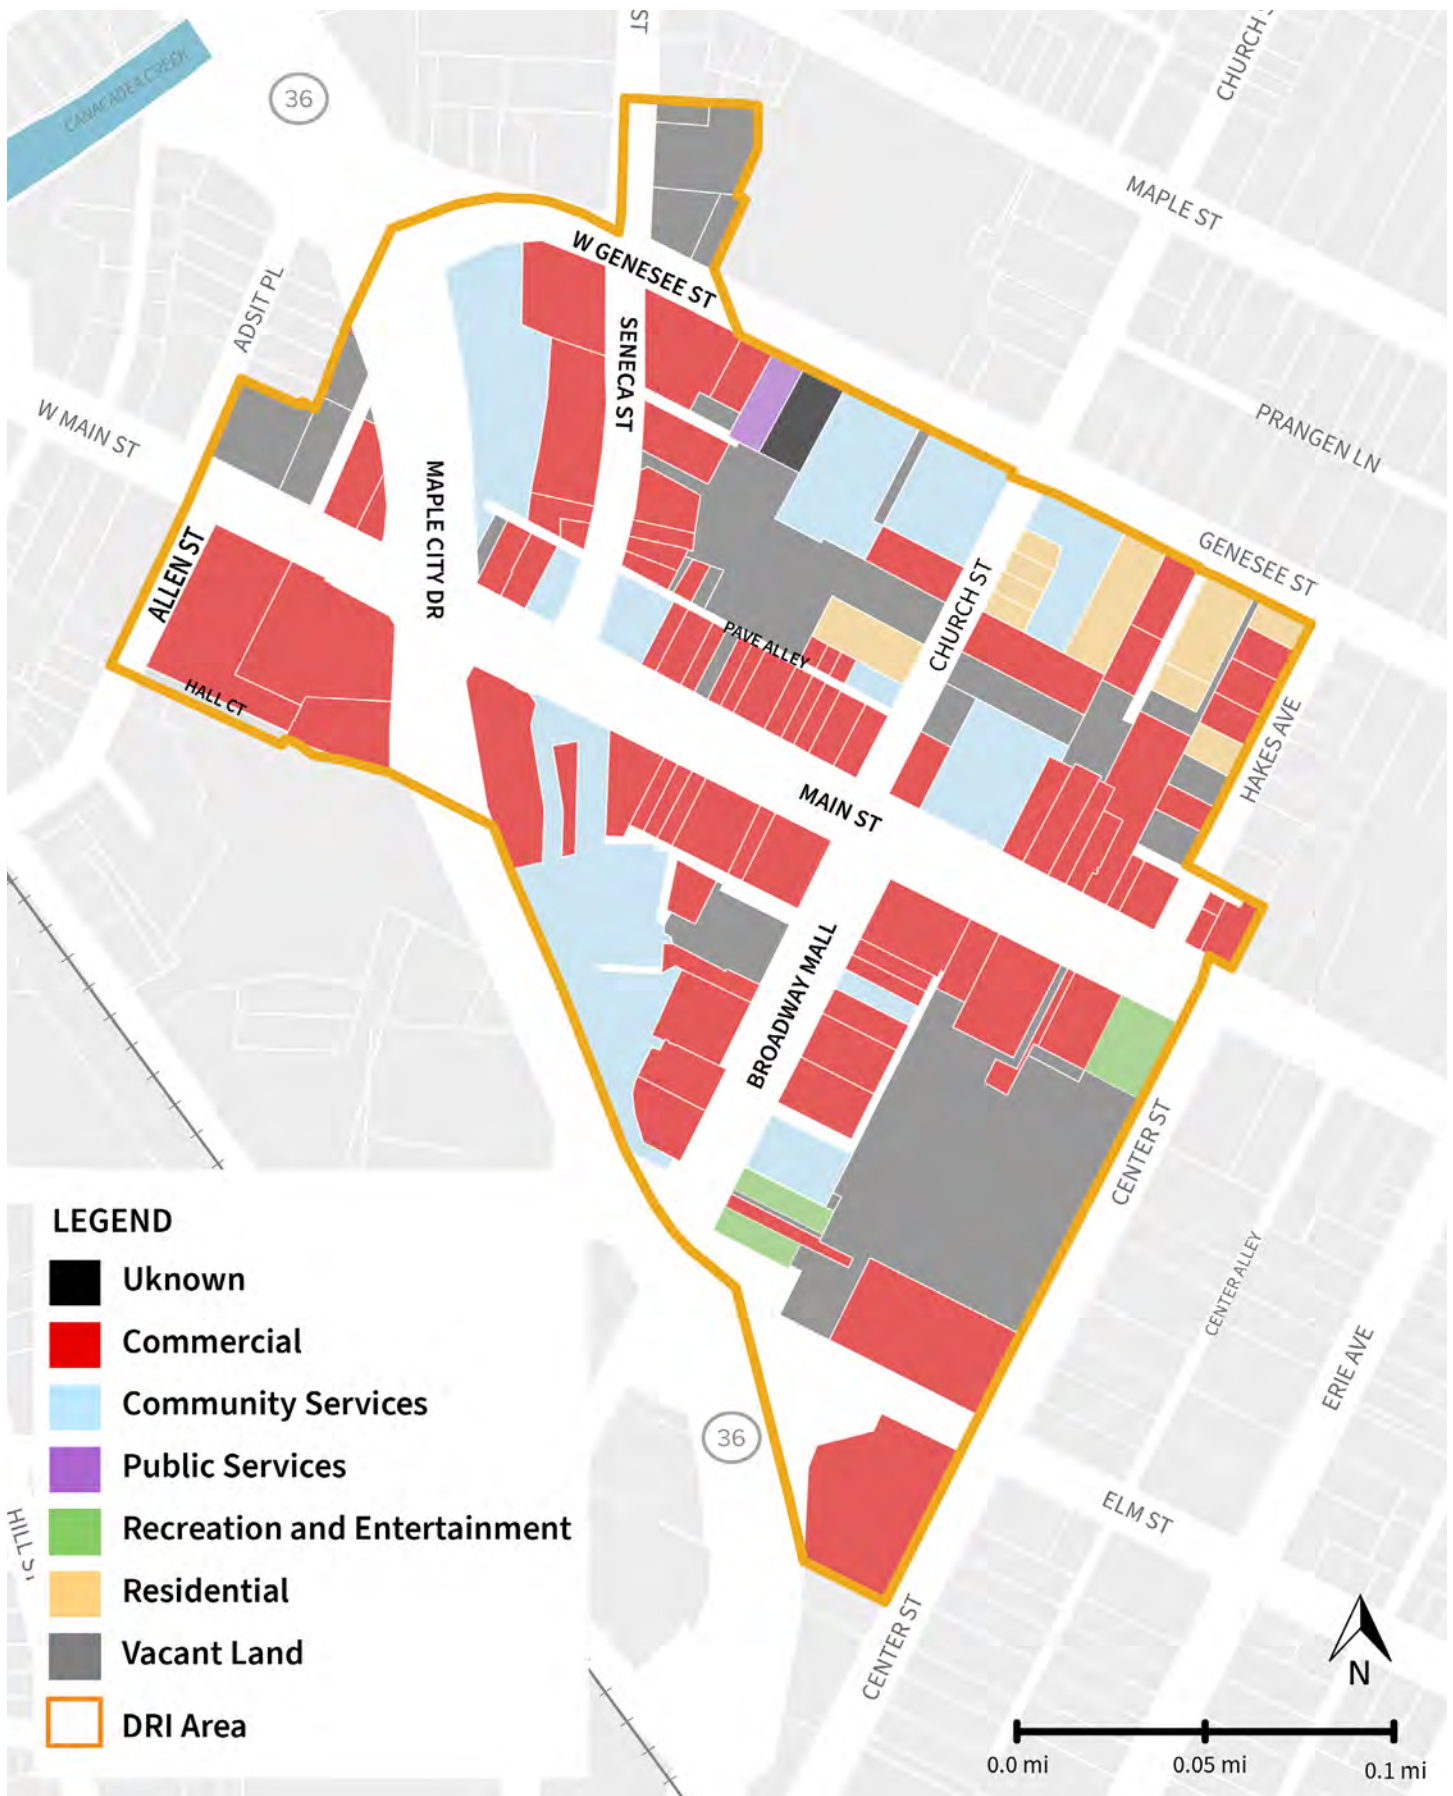 ST
CHURCH S
CANACADEA CREEK
36
MAPLE ST
W GENESEE ST
ADSIT PL
SENECA ST
W MAIN ST
PRANGEN LN
MAPLE CITY DR
GENESEE ST
ALLEN ST
CHURCH ST
PAVE ALLEY
HALL CT
HAKES AVE
MAIN ST
BROADWAY MALL
CENTER ST
CENTER ALLEY
ERIE AVE
36
ELM ST
HILL ST
CENTER ST
LEGEND
Uknown
Commercial
Community Services
Public Services
Recreation and Entertainment
Residential
Vacant Land
DRI Area
N
0.0 mi
0.05 mi
0.1 mi